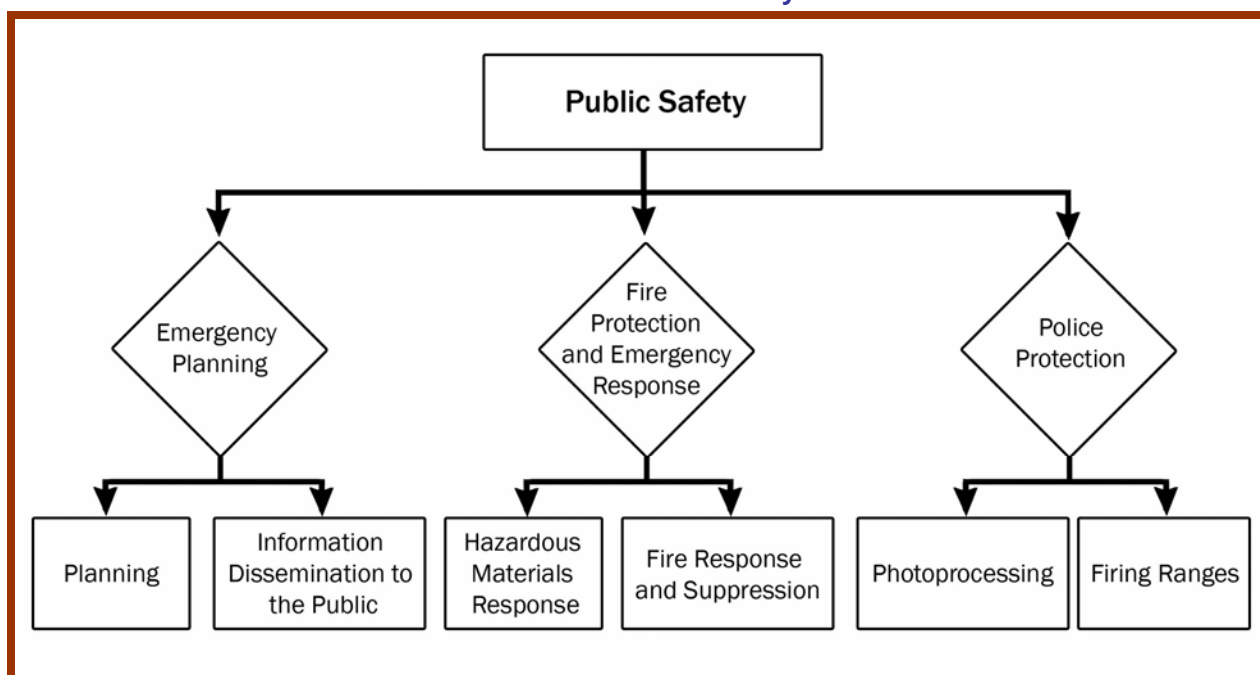 Public Safety
Emergency
Planning
Fire
Protection
and Emergency
Response
Police
Protection
Planning
Information
Dissemination to
the Public
Hazardous
Materials
Response
Fire Response
and Suppression
Photoprocessing
Firing Ranges